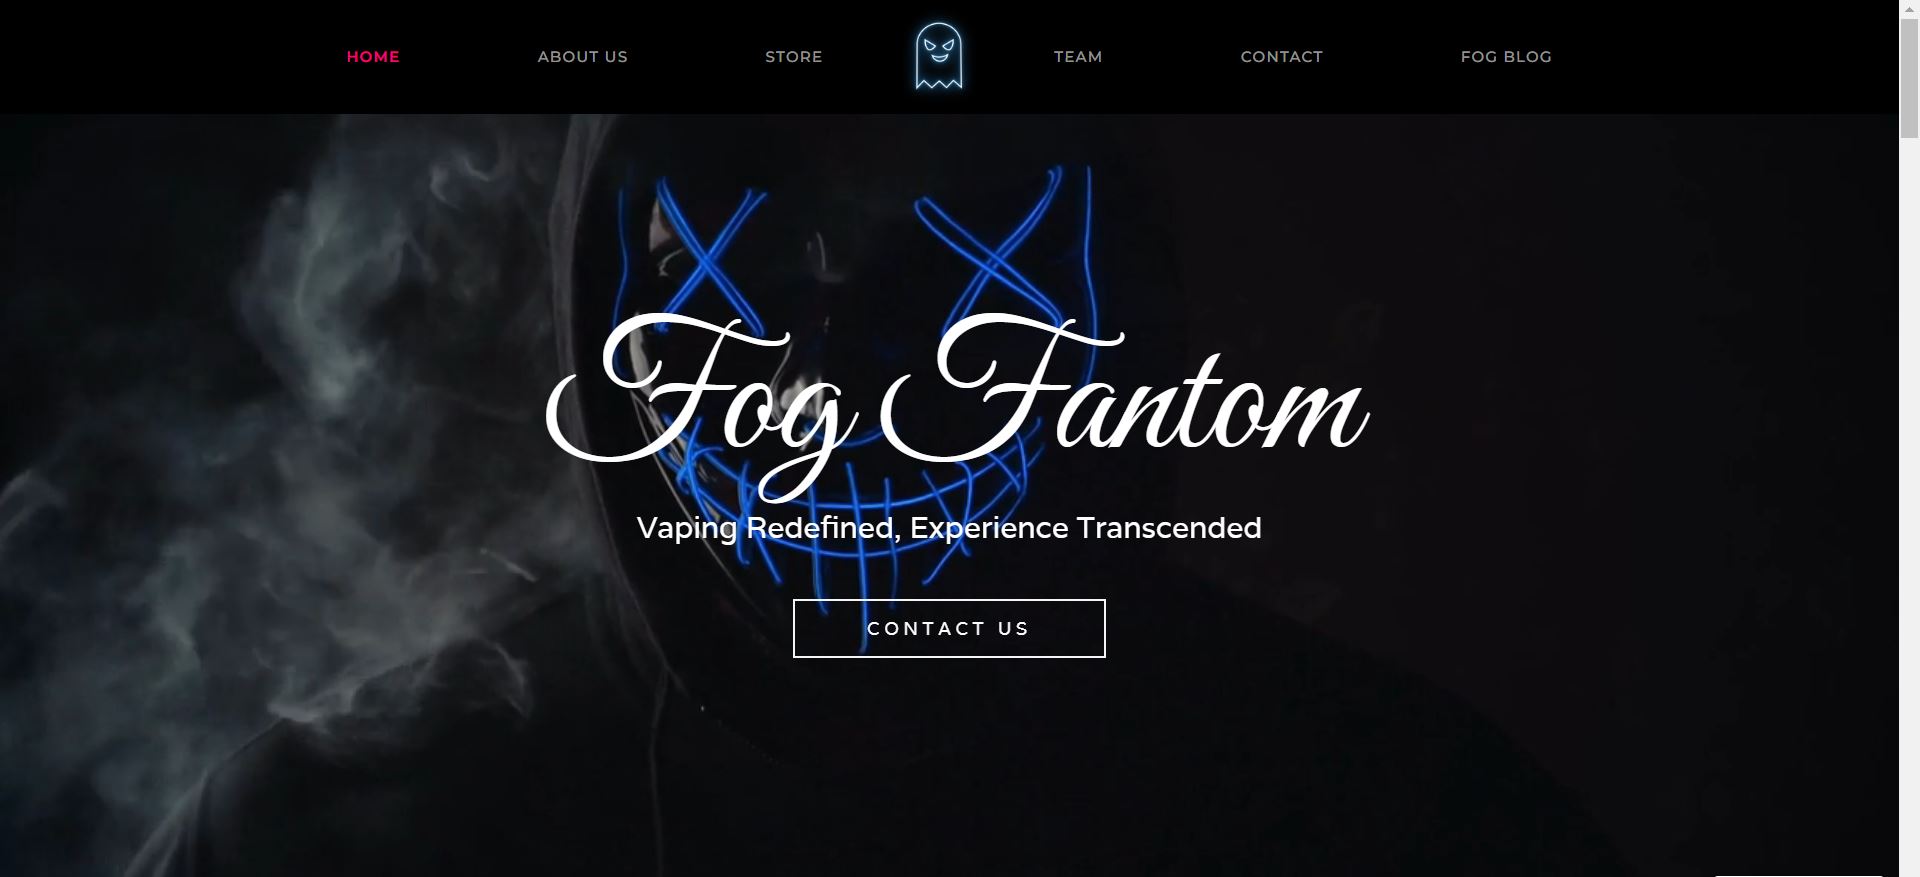 HOME ABOUT US STORE TEAM CONTACT FOG BLOG
Fog Fantom
Vaping Redefined, Experience Transcended
CONTACT US